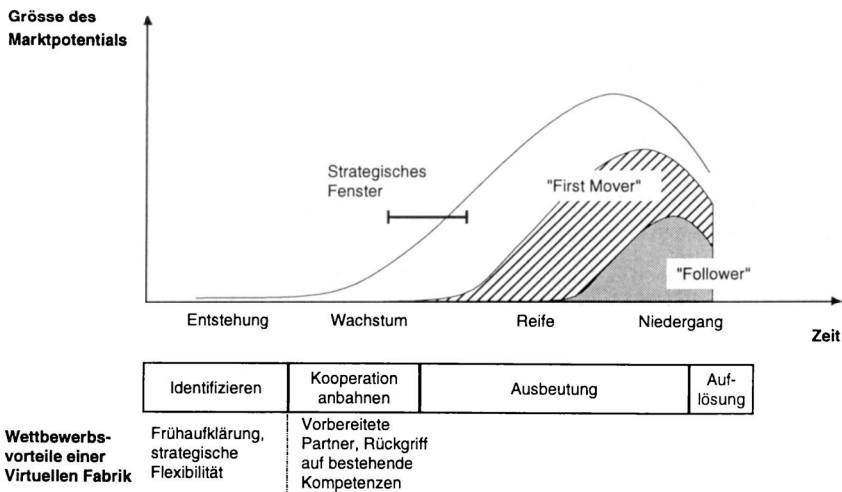 Grösse des
Marktpotentials
Strategisches
Fenster
"First Mover"
"Follower"
Entstehung Wachstum Reife Niedergang
Zeit
Identifizieren
Kooperation
anbahnen
Ausbeutung
Auf-
lösung
Wettbewerbs-
vorteile einer
Virtuellen Fabrik
Frühaufklärung,
strategische
Flexibilität
Vorbereitete
Partner, Rückgriff
auf bestehende
Kompetenzen